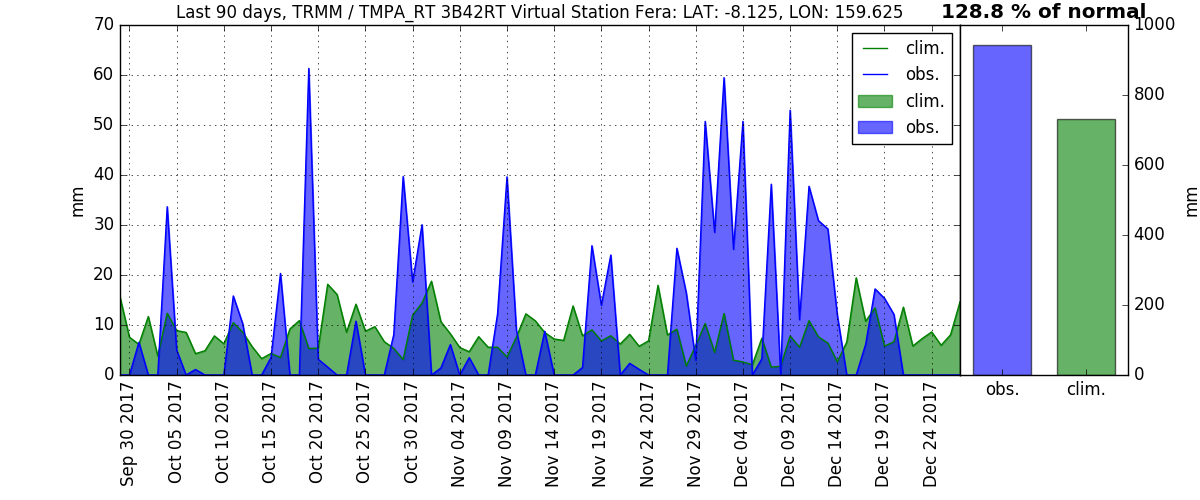 Last 90 days, TRMM / TMPA_RT 3B42RT Virtual Station Fera: LAT: -8.125, LON: 159.625
128.8 % of normal
70
60
50
40
30
20
10
0
mm
clim.
obs.
clim.
obs.
Sep 30 2017
Oct 05 2017
Oct 10 2017
Oct 15 2017
Oct 20 2017
Oct 25 2017
Oct 30 2017
Nov 04 2017
Nov 09 2017
Nov 14 2017
Nov 19 2017
Nov 24 2017
Nov 29 2017
Dec 04 2017
Dec 09 2017
Dec 14 2017
Dec 19 2017
Dec 24 2017
1000
800
600
400
200
0
mm
obs.
clim.